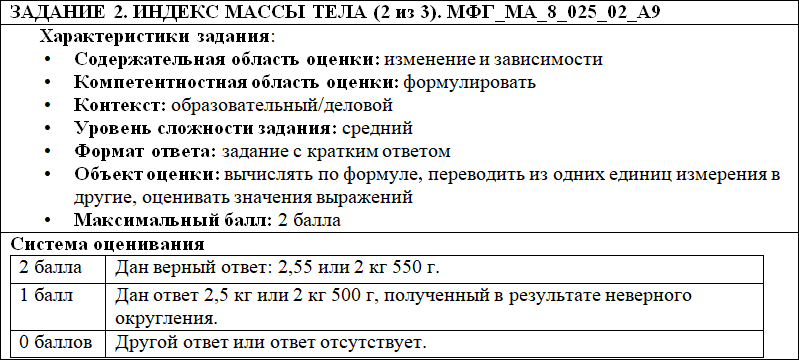 ЗАДАНИЕ 2. ИНДЕКС МАССЫ ТЕЛА (2 из 3). МФГ_МА_8_025_02_А9
Характеристики задания:
• Содержательная область оценки: изменение и зависимости
• Компетентностная область оценки: формулировать
• Контекст: образовательный/деловой
• Уровень сложности задания: средний
• Формат ответа: задание с кратким ответом
• Объект оценки: вычислять по формуле, переводить из одних единиц измерения в
другие, оценивать значения выражений
• Максимальный балл: 2 балла
Система оценивания
2 балла Дан верный ответ: 2,55 или 2 кг 550 г.
1 балл Дан ответ 2,5 кг или 2 кг 500 г, полученный в результате неверного
округления.
0 баллов Другой ответ или ответ отсутствует.